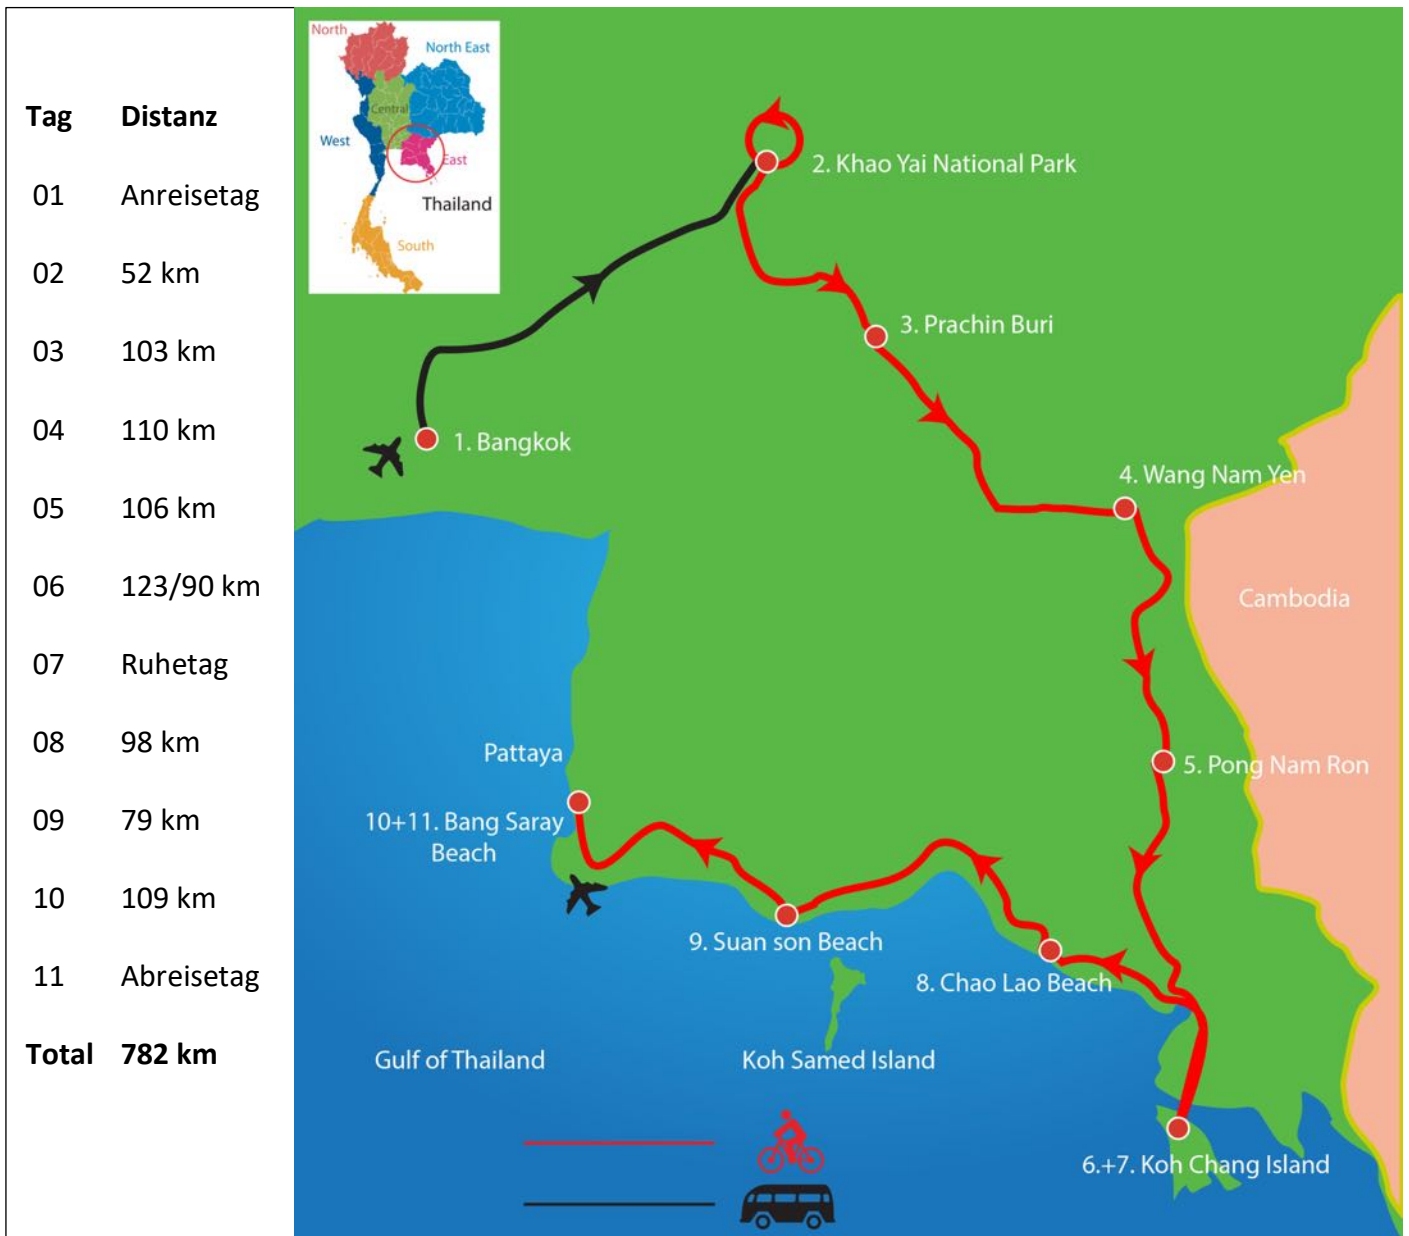 Tag Distanz
01 Anreisetag
02 52 km
03 103 km
04 110 km
05 106 km
06 123/90 km
07 Ruhetag
08 98 km
09 79 km
10 109 km
11 Abreisetag
Total 782 km
North
North East
Central
West
East
Thailand
South
2. Khao Yai National Park
3. Prachin Buri
1. Bangkok
4. Wang Nam Yen
Cambodia
Pattaya
5. Pong Nam Ron
10+11. Bang Saray
Beach
9. Suan son Beach
8. Chao Lao Beach
Gulf of Thailand
Koh Samed Island
6.+7. Koh Chang Island